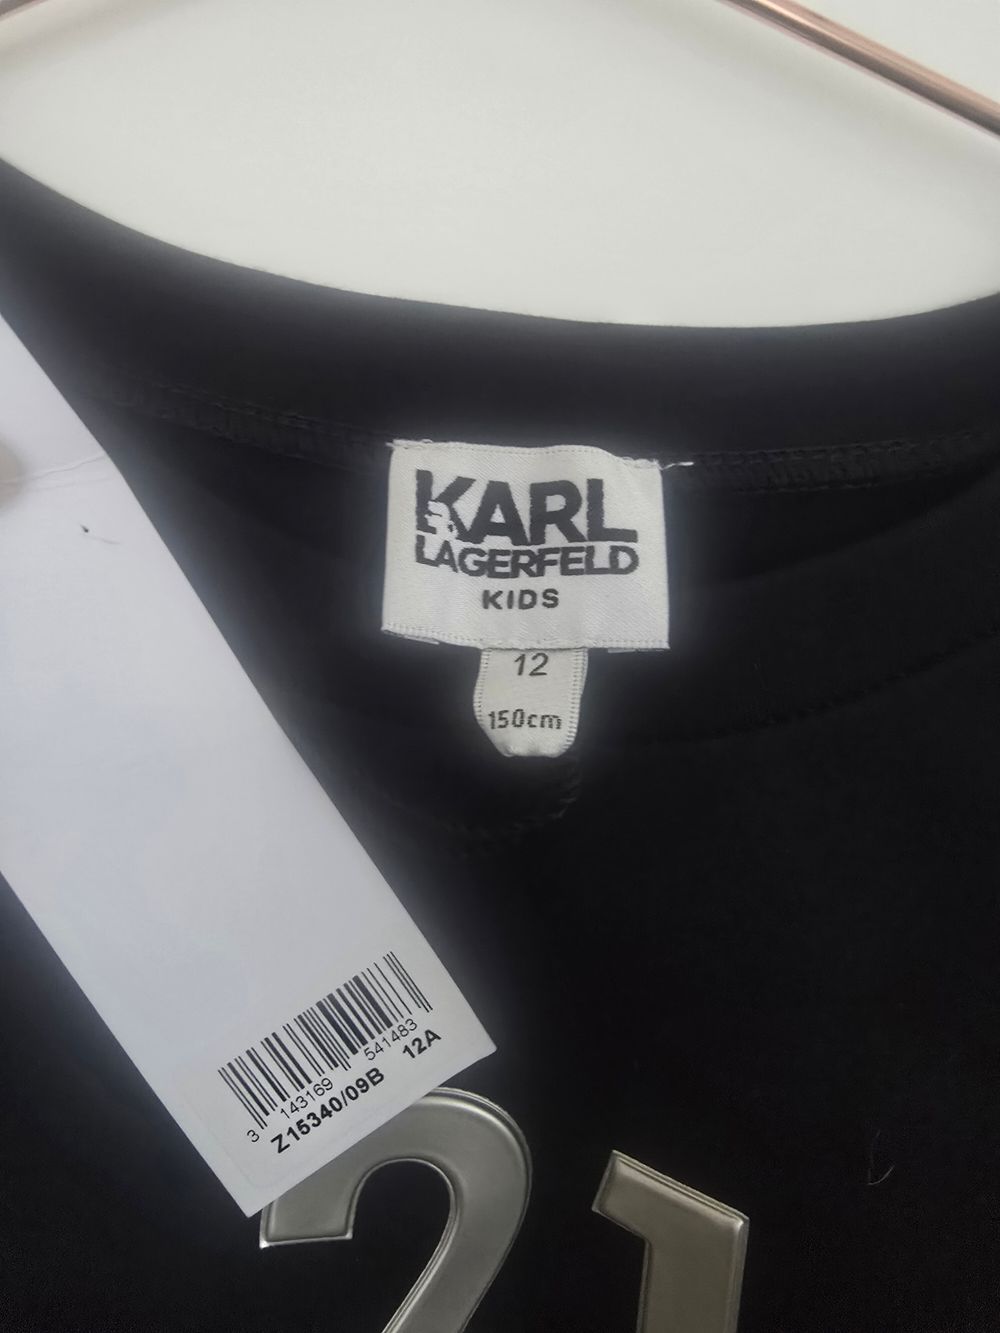 KARL
LAGERFELD
KIDS
12
150cm
3 143169 541483
Z15340/09B 12A
21